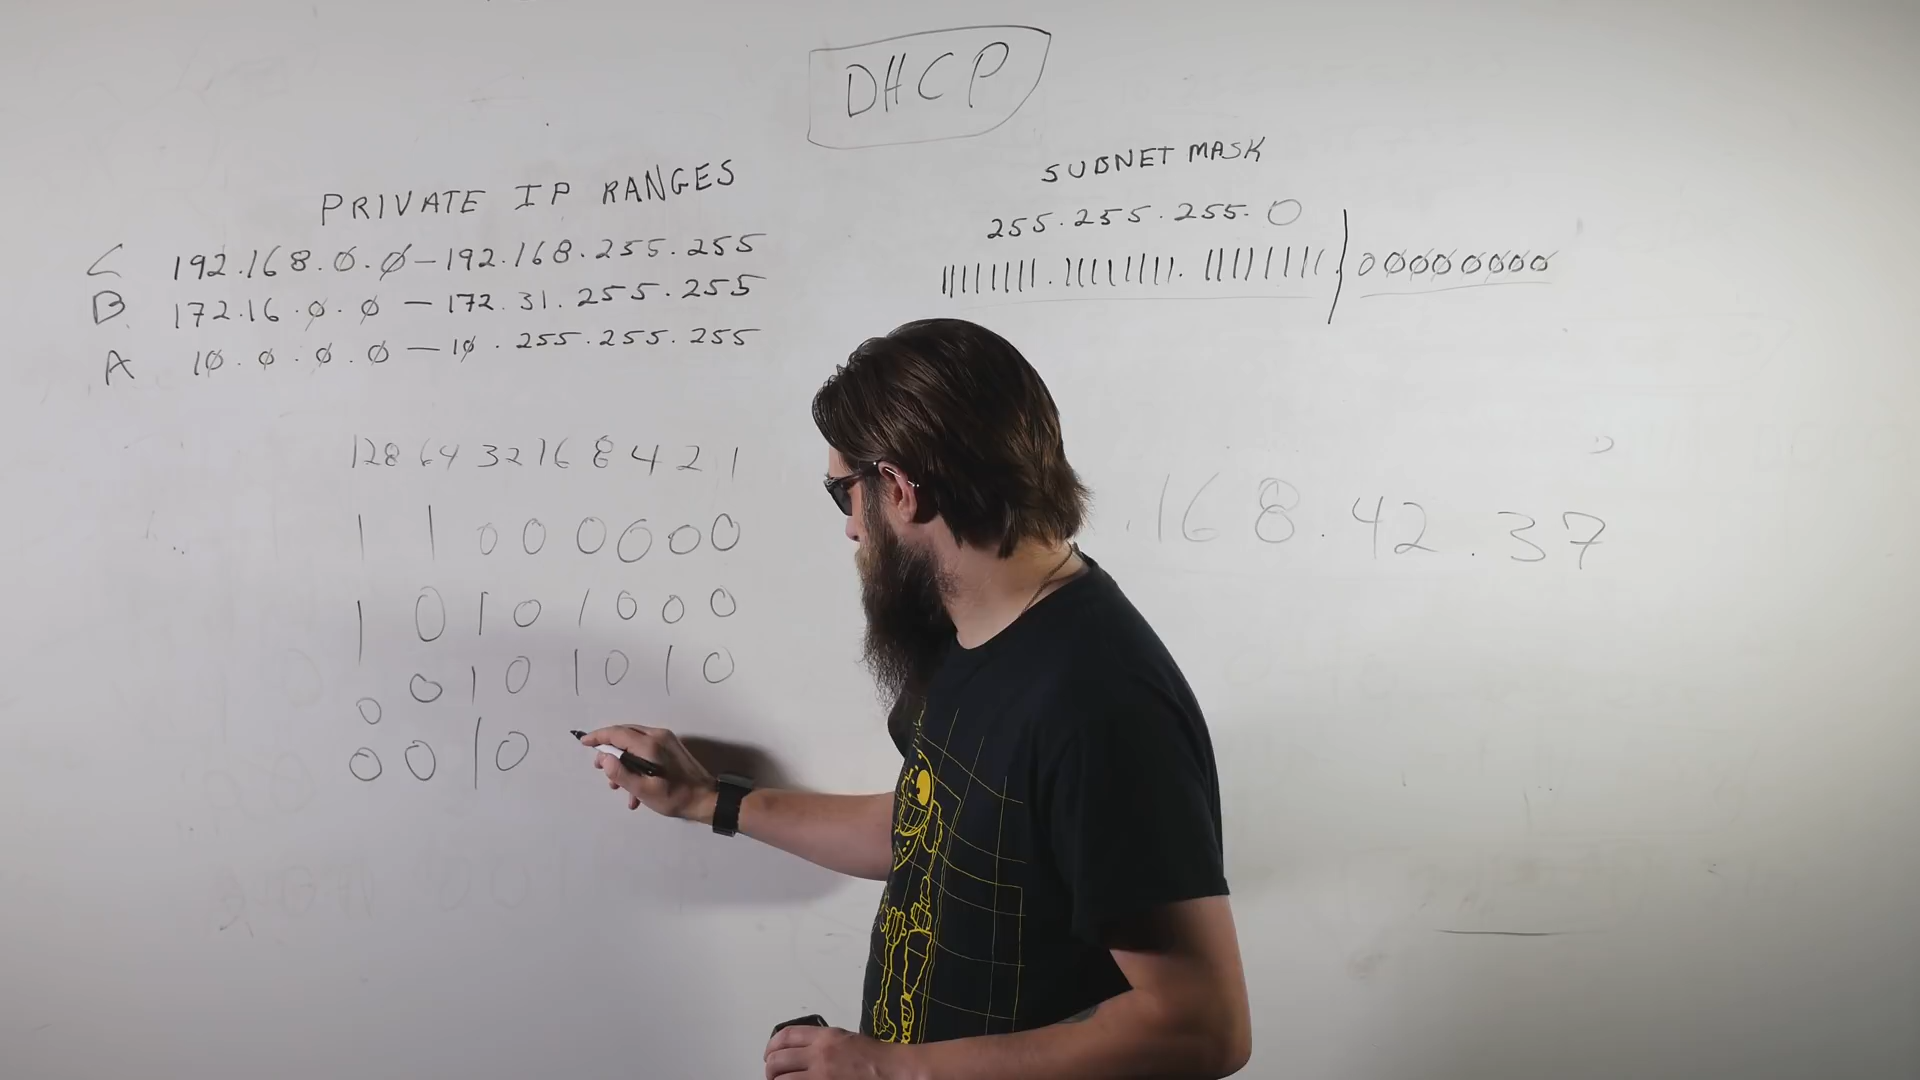 DHCP
PRIVATE IP RANGES
C 192.168.0.0-192.168.255.255
B 172.16.0.0 - 172.31.255.255
A 10.0.0.0 - 10.255.255.255
SUBNET MASK
255.255.255.0
11111111.11111111.11111111.00000000
128 64 32 16 8 4 2 1
1 1 0 0 0 0 0 0
1 0 1 0 1 0 0 0
0 0 1 0 1 0 1 0
0 0 1 0
.168.42.37